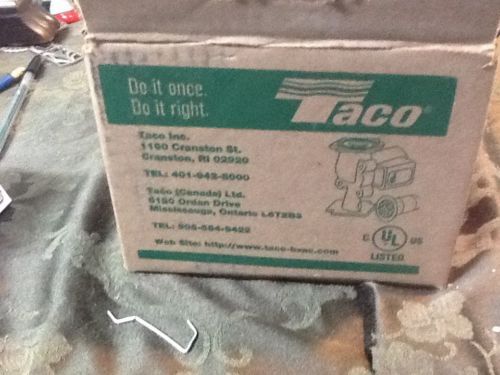 Do it once.
Do it right.
Taco®
Taco Inc.
1160 Cranston St.
Cranston, RI 02920
TEL: 401-942-8000
Taco (Canada) Ltd.
6180 Ordan Drive
Mississauga, Ontario L5T2B3
TEL: 905-564-9422
Web Site: http://www.taco-hvac.com
C UL US
LISTED